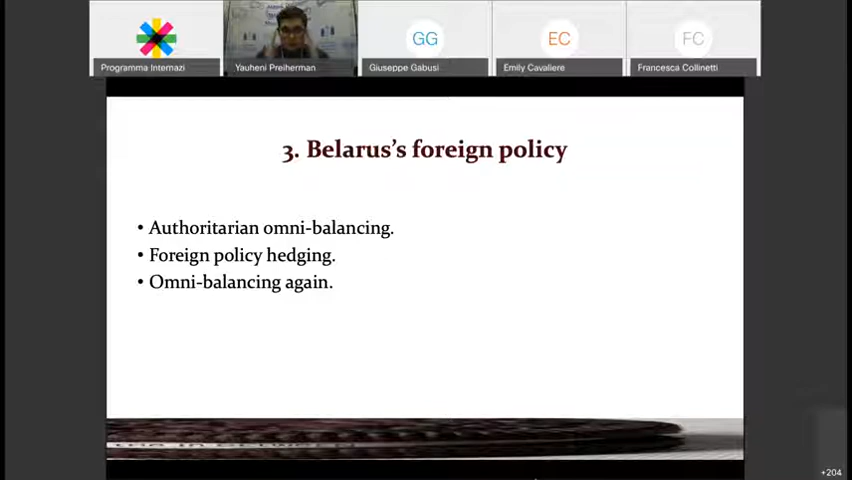 GG
EC
FC
Programma Internazi
Yauheni Preiherman
Giuseppe Gabusi
Emily Cavaliere
Francesca Collinetti
3. Belarus's foreign policy
• Authoritarian omni-balancing.
• Foreign policy hedging.
• Omni-balancing again.
+204